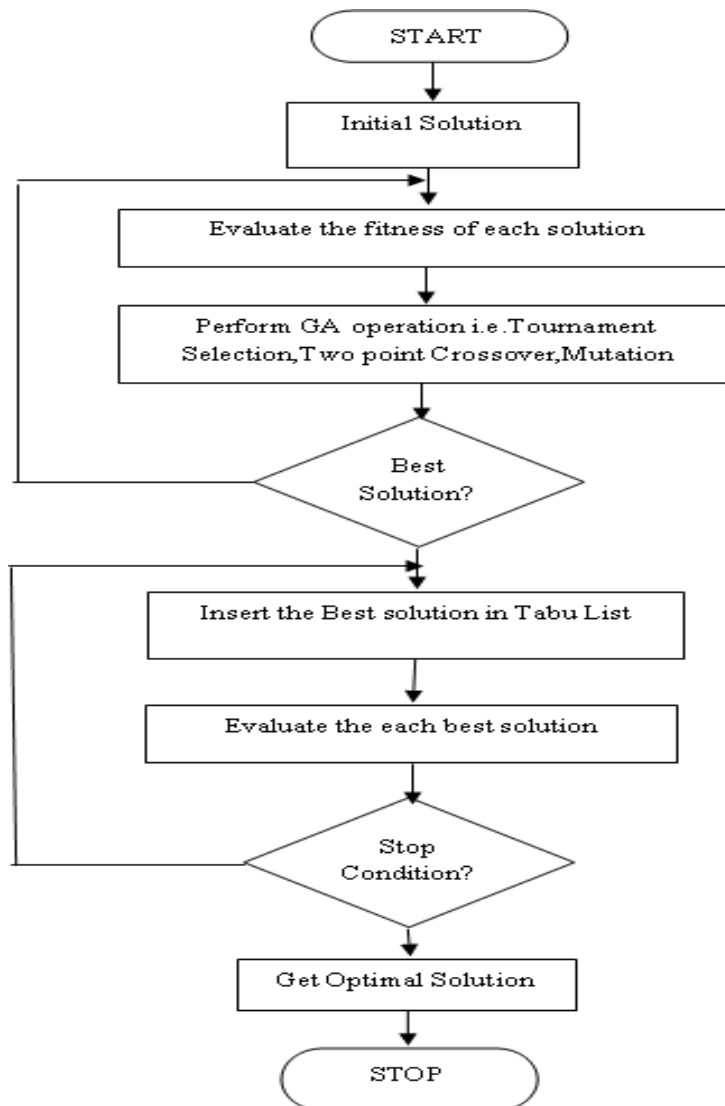 START
Initial Solution
Evaluate the fitness of each solution
Perform GA operation i.e.Tournament
Selection,Two point Crossover,Mutation
Best
Solution?
Insert the Best solution in Tabu List
Evaluate the each best solution
Stop
Condition?
Get Optimal Solution
STOP